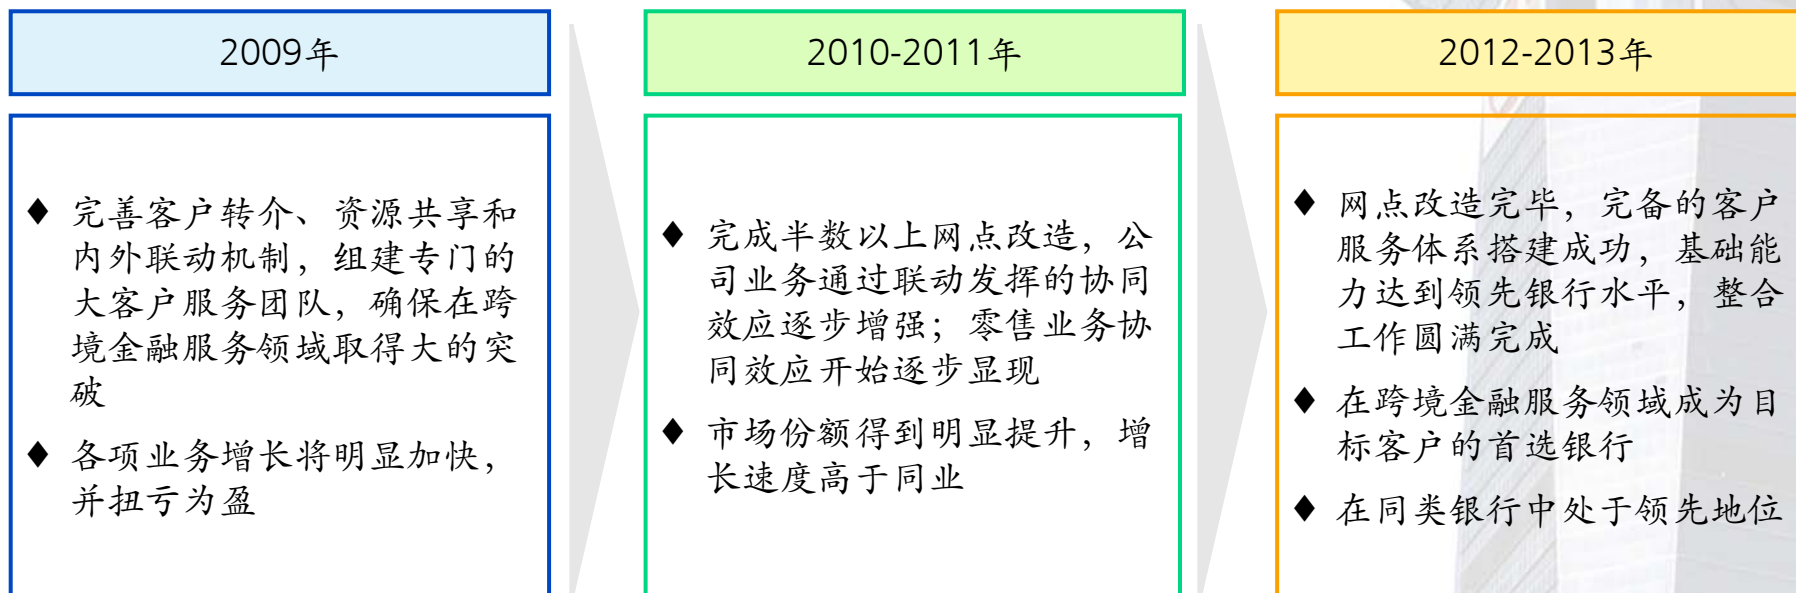 2009年
完善客户转介、资源共享和
内外联动机制，组建专门的
大客户服务团队，确保在跨
境金融服务领域取得大的突
破
各项业务增长将明显加快，
并扭亏为盈
2010-2011年
完成半数以上网点改造，公
司业务通过联动发挥的协同
效应逐步增强；零售业务协
同效应开始逐步显现
市场份额得到明显提升，增
长速度高于同业
2012-2013年
网点改造完毕，完备的客户
服务体系搭建成功，基础能
力达到领先银行水平，整合
工作圆满完成
在跨境金融服务领域成为目
标客户的首选银行
在同类银行中处于领先地位